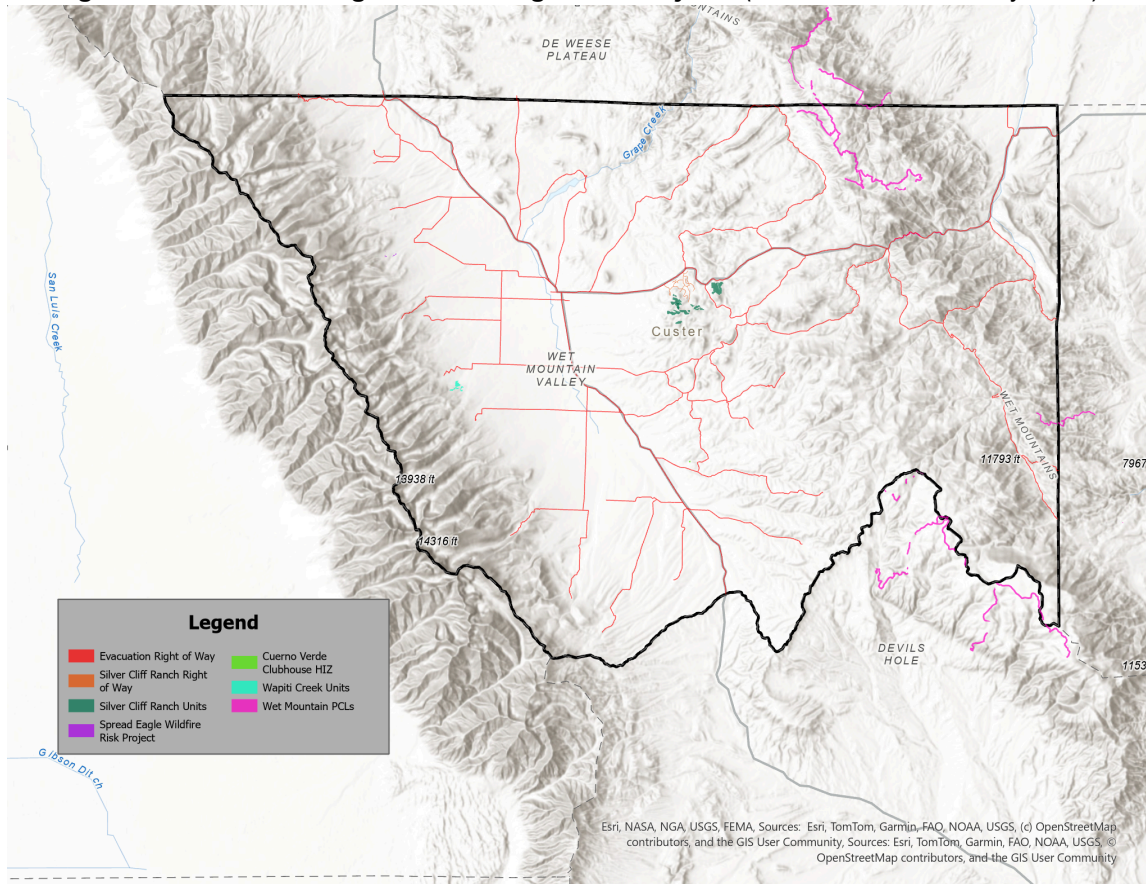 NTAINS
DE WEESE
PLATEAU
Grape Creek
San Luis Creek
Custer
WET
MOUNTAIN
VALLEY
WET MOUNTAINS
11793 ft
7967
13938 ft
14316 ft
Legend
Evacuation Right of Way
Silver Cliff Ranch Right
of Way
Silver Cliff Ranch Units
Spread Eagle Wildfire
Risk Project
Cuerno Verde
Clubhouse HIZ
Wapiti Creek Units
Wet Mountain PCLs
DEVILS
HOLE
1153
Gibson Ditch
Esri, NASA, NGA, USGS, FEMA, Sources: Esri, TomTom, Garmin, FAO, NOAA, USGS, (c) OpenStreetMap
contributors, and the GIS User Community, Sources: Esri, TomTom, Garmin, FAO, NOAA, USGS, ©
OpenStreetMap contributors, and the GIS User Community